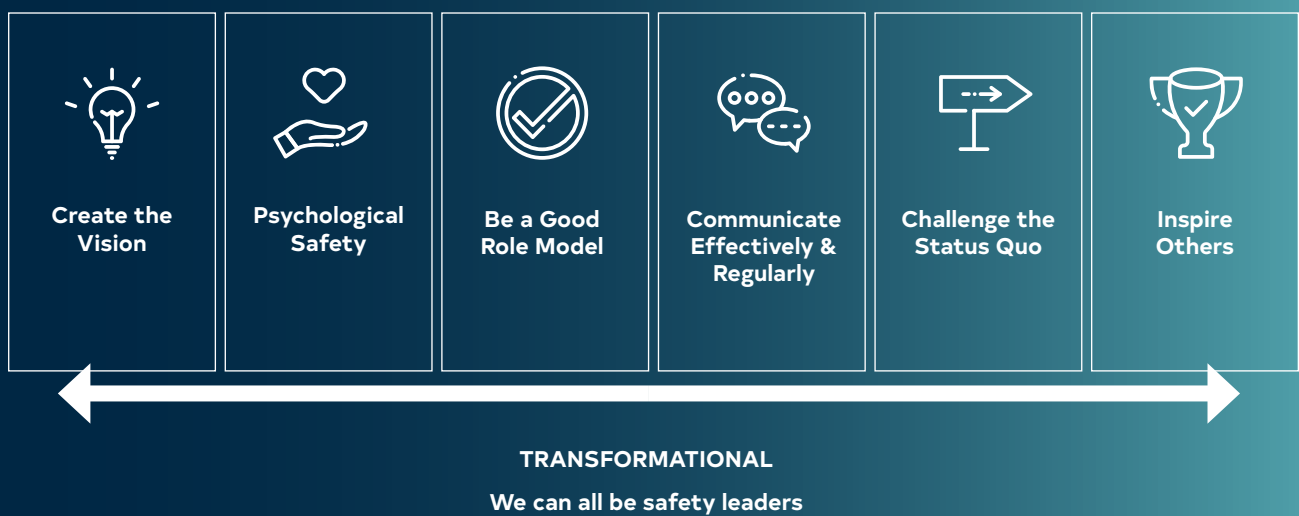 Create the
Vision
Psychological
Safety
Be a Good
Role Model
Communicate
Effectively &
Regularly
Challenge the
Status Quo
Inspire
Others
TRANSFORMATIONAL
We can all be safety leaders